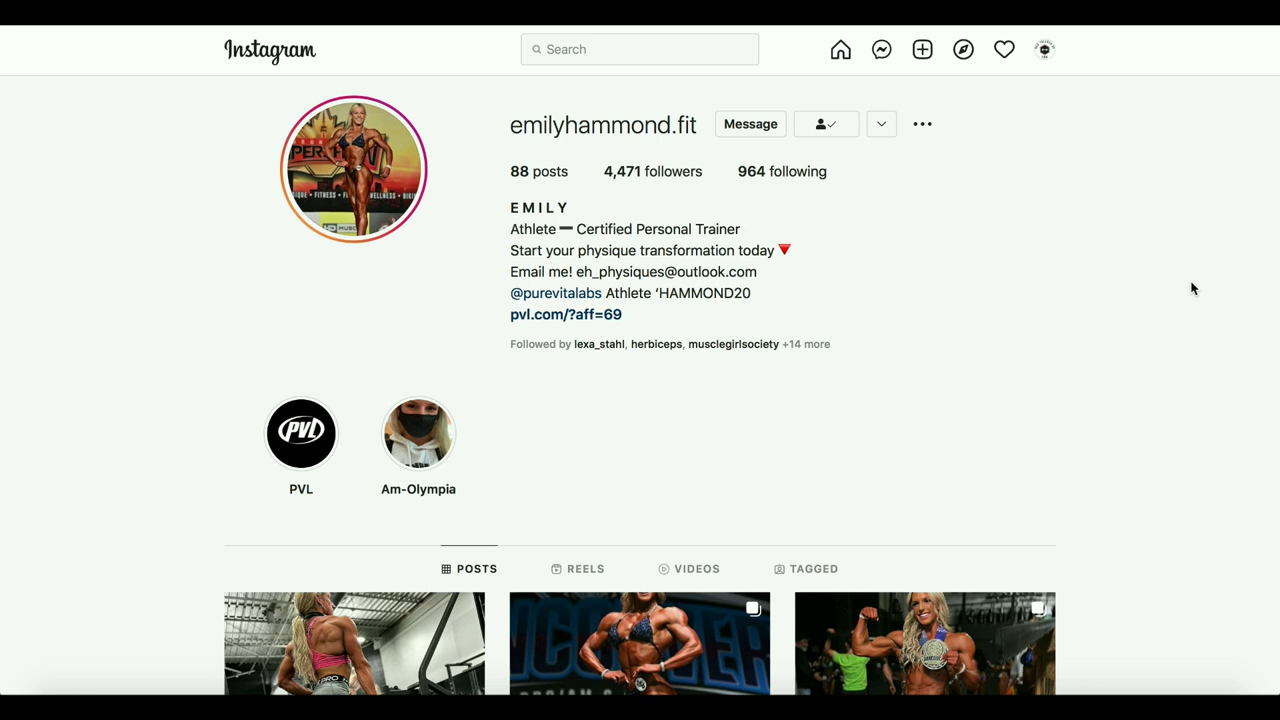 Instagram
Search
emilyhammond.fit
Message
88 posts 4,471 followers 964 following
E M I L Y
Athlete ➖ Certified Personal Trainer
Start your physique transformation today 🔻
Email me! eh_physiques@outlook.com
@purevitalabs Athlete ‘HAMMOND20
pvl.com/?aff=69
Followed by lexa_stahl, herbiceps, musclegirlsociety +14 more
PVL
PVL Am-Olympia
POSTS REELS VIDEOS TAGGED